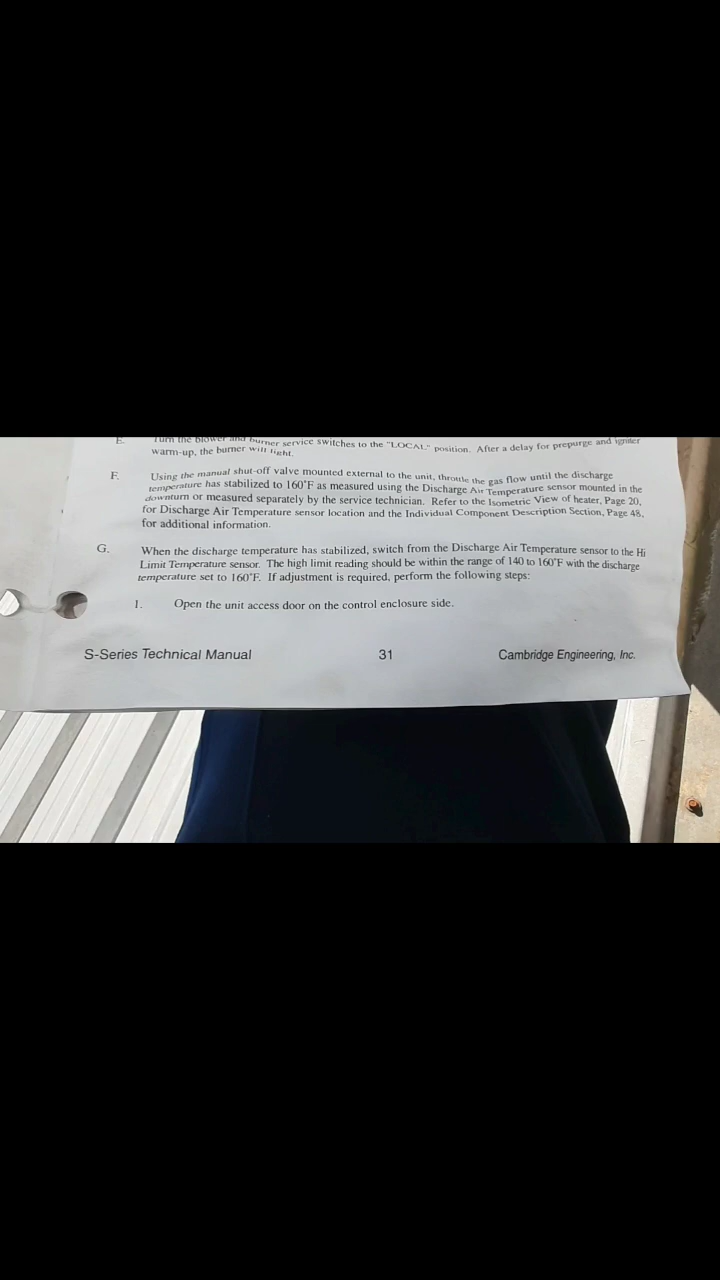 E. Turn the blower and burner service switches to the "LOCAL" position. After a delay for prepurge and igniter
warm-up, the burner will light.
F. Using the manual shut-off valve mounted external to the unit, throttle the gas flow until the discharge
temperature has stabilized to 160°F as measured using the Discharge Air Temperature sensor mounted in the
downturn or measured separately by the service technician. Refer to the Isometric View of heater, Page 20,
for Discharge Air Temperature sensor location and the Individual Component Description Section, Page 48,
for additional information.
G. When the discharge temperature has stabilized, switch from the Discharge Air Temperature sensor to the Hi
Limit Temperature sensor. The high limit reading should be within the range of 140 to 160°F with the discharge
temperature set to 160°F. If adjustment is required, perform the following steps:
1. Open the unit access door on the control enclosure side.
S-Series Technical Manual 31 Cambridge Engineering, Inc.